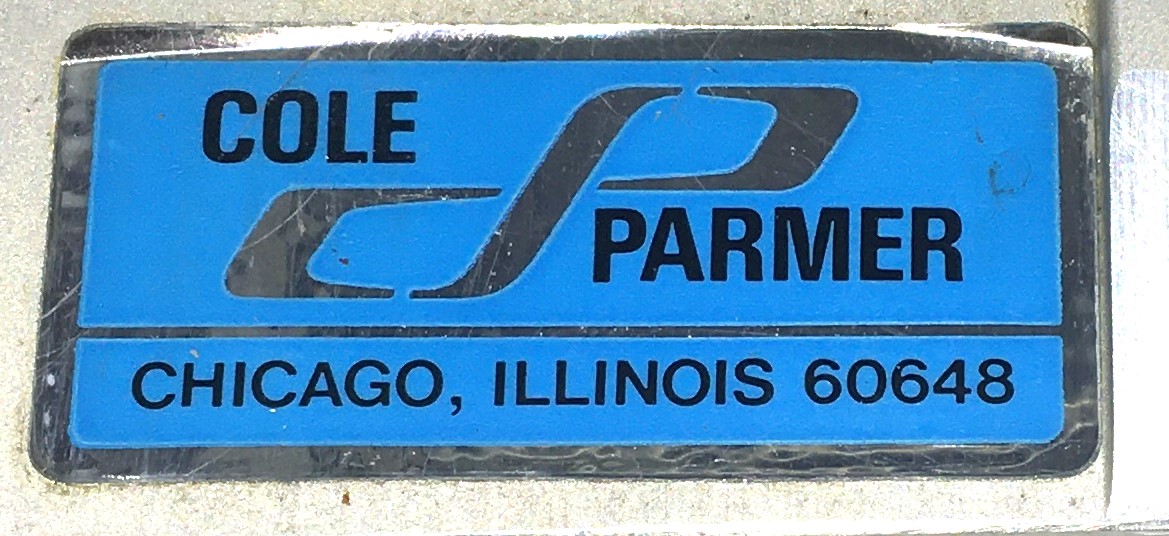 COLE
PARMER
CHICAGO, ILLINOIS 60648